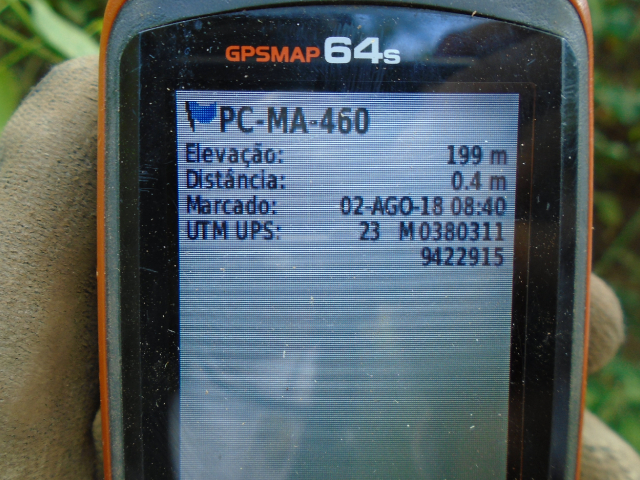 GPSMAP 64s
PC-MA-460
Elevação: 199 m
Distância: 0.4 m
Marcado: 02-AGO-18 08:40
UTM UPS: 23 M 0380311
9422915